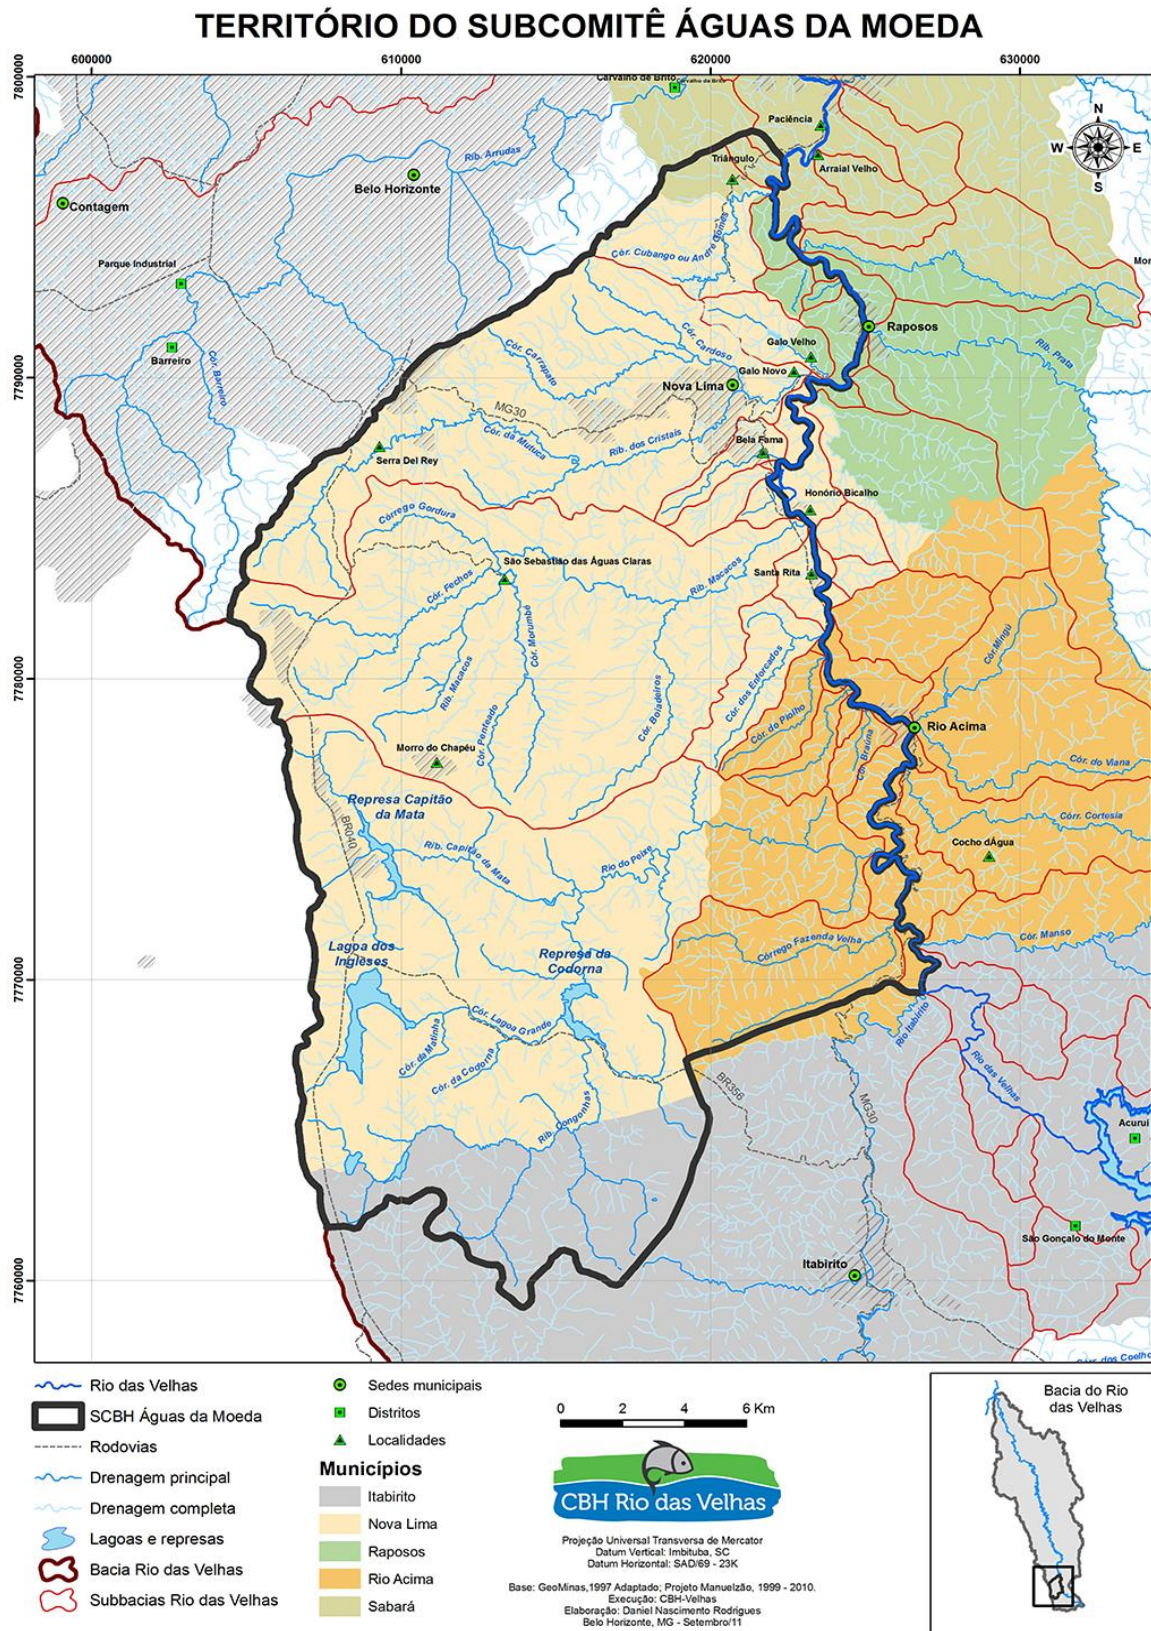 TERRITÓRIO DO SUBCOMITÊ ÁGUAS DA MOEDA
600000
610000
620000
630000
7800000
7790000
7780000
7770000
7760000
Carvalho de Brito
Carvalho de Brito
Paciência
N
W
E
S
Triângulo
Arraial Velho
Rib. Arrudas
Belo Horizonte
Contagem
Cór. Cubango ou André Gomes
Parque Industrial
Mor
Barreiro
Cór. Barreiro
Raposos
Rib. Prata
Cór. Cardoso
Galo Velho
Galo Novo
Cór. Carrapato
Nova Lima
MG30
Cór. da Mutuca
Rib. dos Cristais
Bela Fama
Serra Del Rey
Honório Bicalho
Córrego Gordura
São Sebastião das Águas Claras
Cór. Fechos
Rib. Macacos
Santa Rita
Cór. Morumbé
Cór.Mingú
Rib. Macacos
Cór. Penteado
Cór. Boiadeiros
Cór. dos Enforcados
Cór. do Piolho
Cór. Braúna
Rio Acima
Morro do Chapéu
Cór. do Viana
Represa Capitão
da Mata
BR040
Córr. Cortesia
Rib. Capitão da Mata
Rio do Peixe
Cocho dÁgua
Córrego Fazenda Velha
Cór. Manso
Lagoa dos
Ingleses
Represa da
Codorna
Cór. Lagoa Grande
Cór. da Matinha
Cór. da Codorna
Rio Itabirito
Rio das Velhas
BR356
MG30
Rib. Congonhas
Acurui
São Gonçalo do Monte
Itabirito
Córr. dos Coelho
Rio das Velhas
SCBH Águas da Moeda
Rodovias
Drenagem principal
Drenagem completa
Lagoas e represas
Bacia Rio das Velhas
Subbacias Rio das Velhas
Sedes municipais
Distritos
Localidades
Municípios
Itabirito
Nova Lima
Raposos
Rio Acima
Sabará
0 2 4 6 Km
CBH Rio das Velhas
Projeção Universal Transversa de Mercator
Datum Vertical: Imbituba, SC
Datum Horizontal: SAD/69 - 23K
Base: GeoMinas,1997 Adaptado; Projeto Manuelzão, 1999 - 2010.
Execução: CBH-Velhas
Elaboração: Daniel Nascimento Rodrigues
Belo Horizonte, MG - Setembro/11
Bacia do Rio
das Velhas